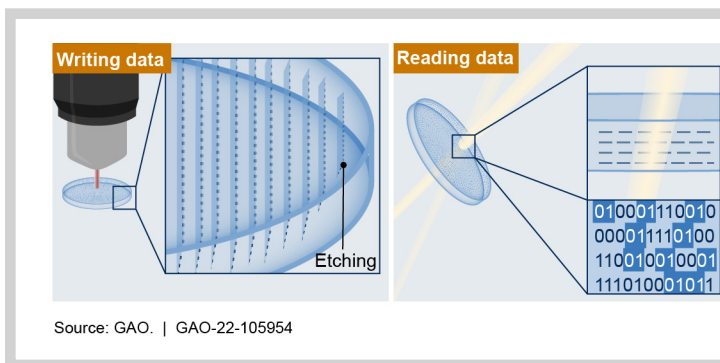 Writing data
Etching
Reading data
010001110010
000011110100
110010010001
111010001011
Source: GAO. | GAO-22-105954